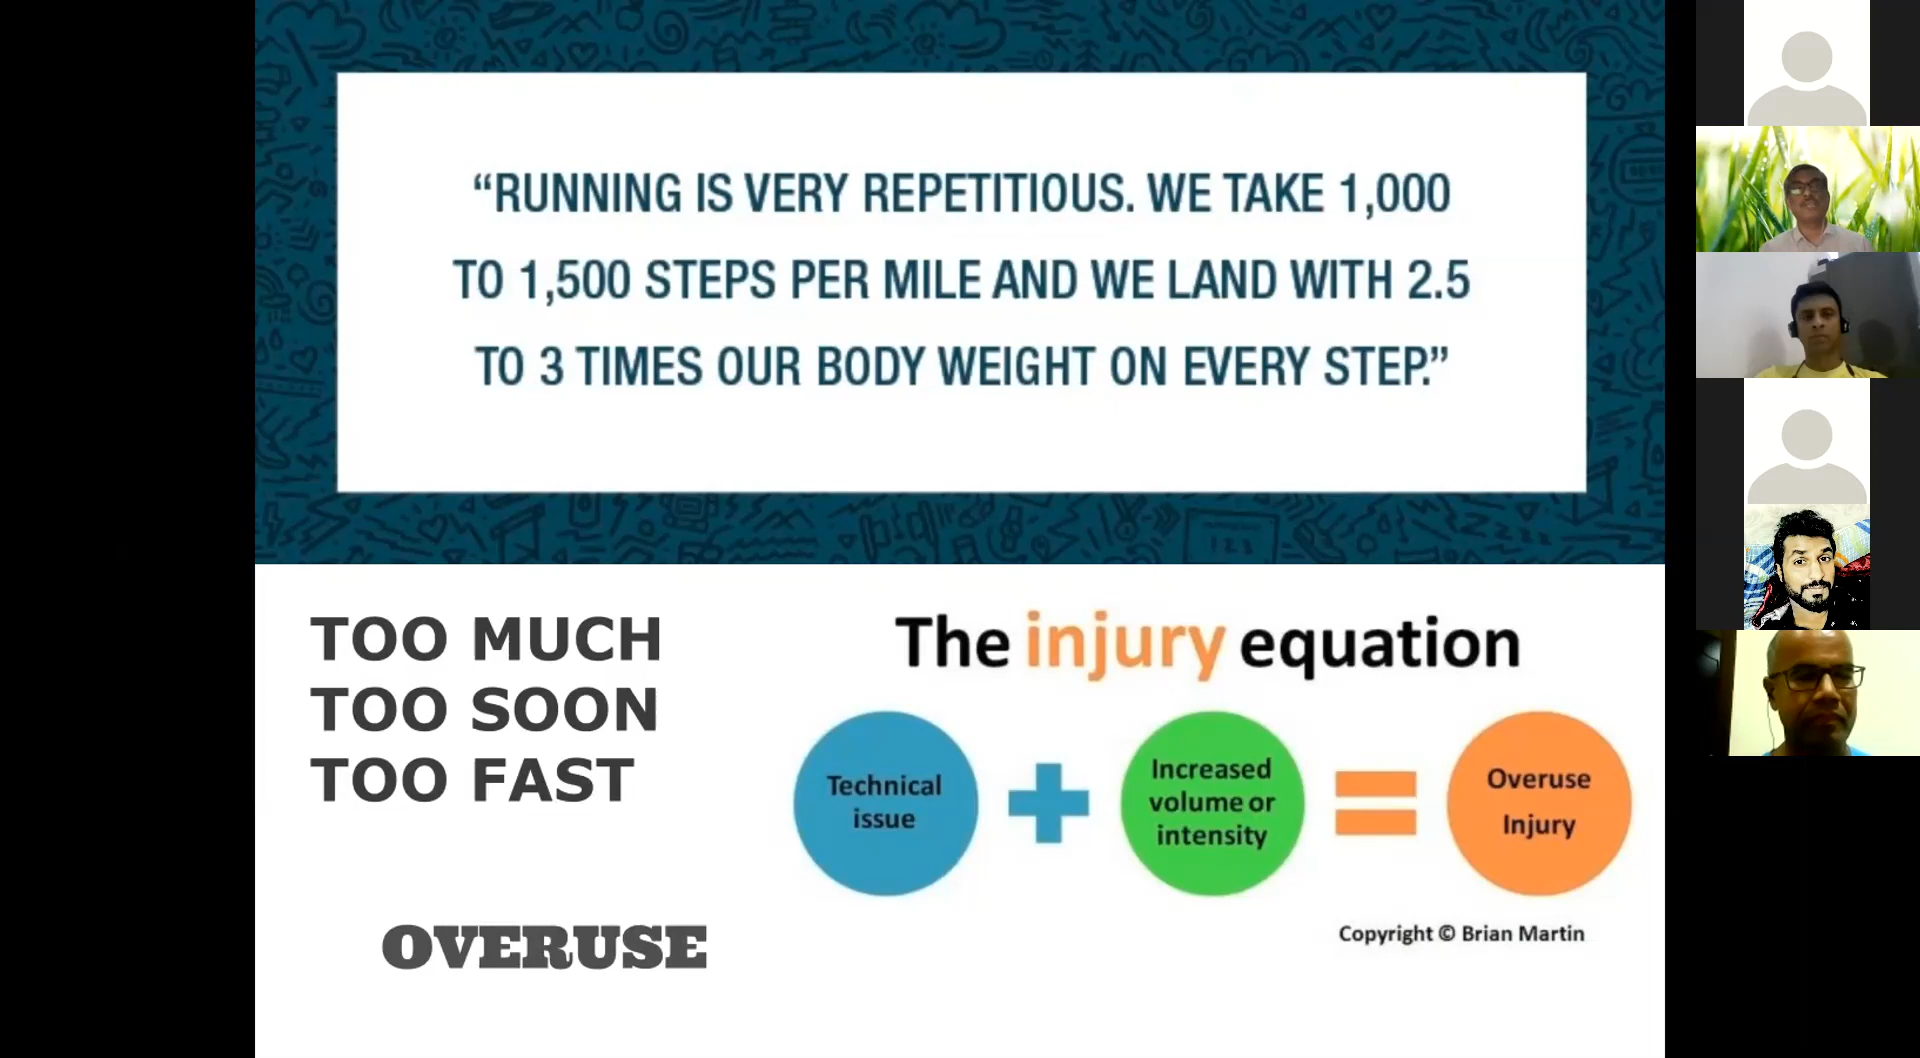 “RUNNING IS VERY REPETITIOUS. WE TAKE 1,000
TO 1,500 STEPS PER MILE AND WE LAND WITH 2.5
TO 3 TIMES OUR BODY WEIGHT ON EVERY STEP.”
TOO MUCH
TOO SOON
TOO FAST
OVERUSE
The injury equation
Technical
issue
Increased
volume or
intensity
Overuse
Injury
Copyright © Brian Martin